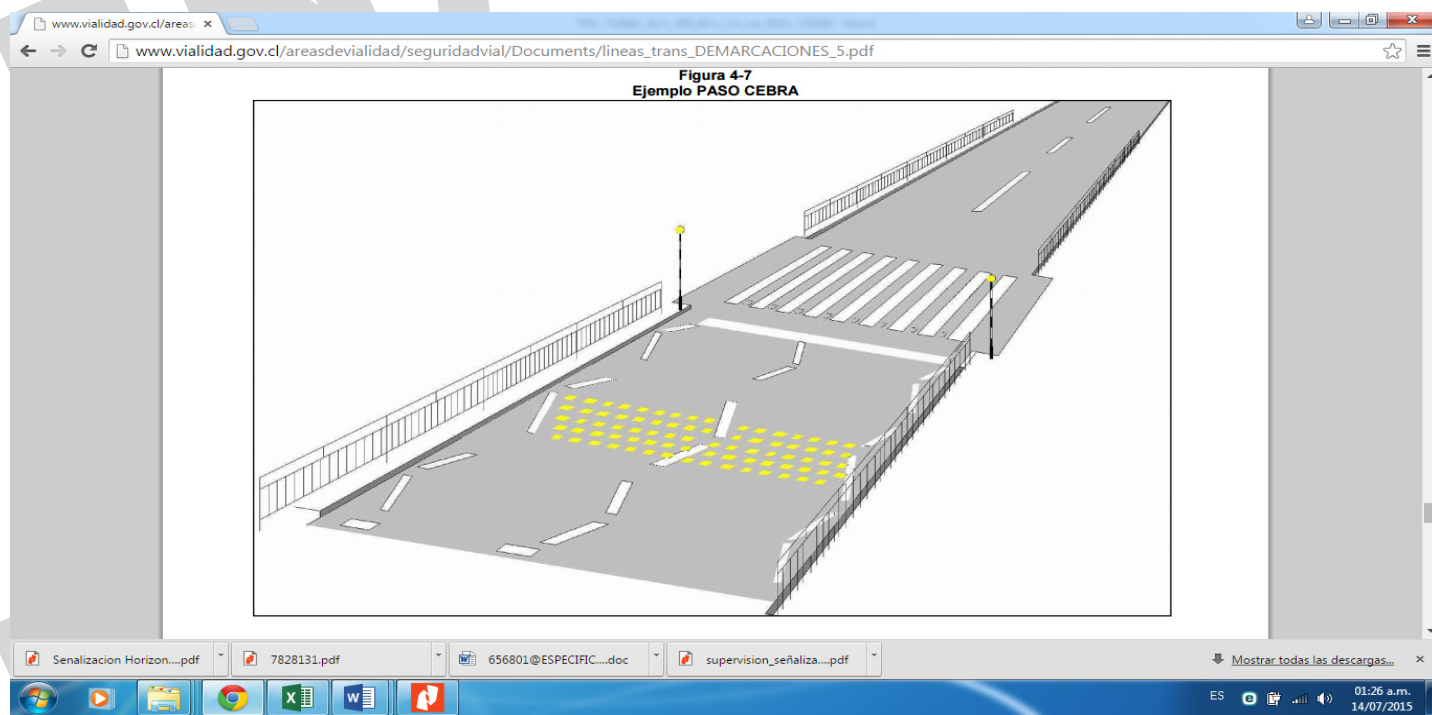 www.vialidad.gov.cl/areas
www.vialidad.gov.cl/areasdevialidad/seguridadvial/Documents/lineas_trans_DEMARCACIONES_5.pdf
Figura 4-7
Ejemplo PASO CEBRA
Senalizacion Horizon....pdf
7828131.pdf
656801@ESPECIFIC....doc
supervision_señaliza....pdf
Mostrar todas las descargas...
ES
01:26 a.m.
14/07/2015